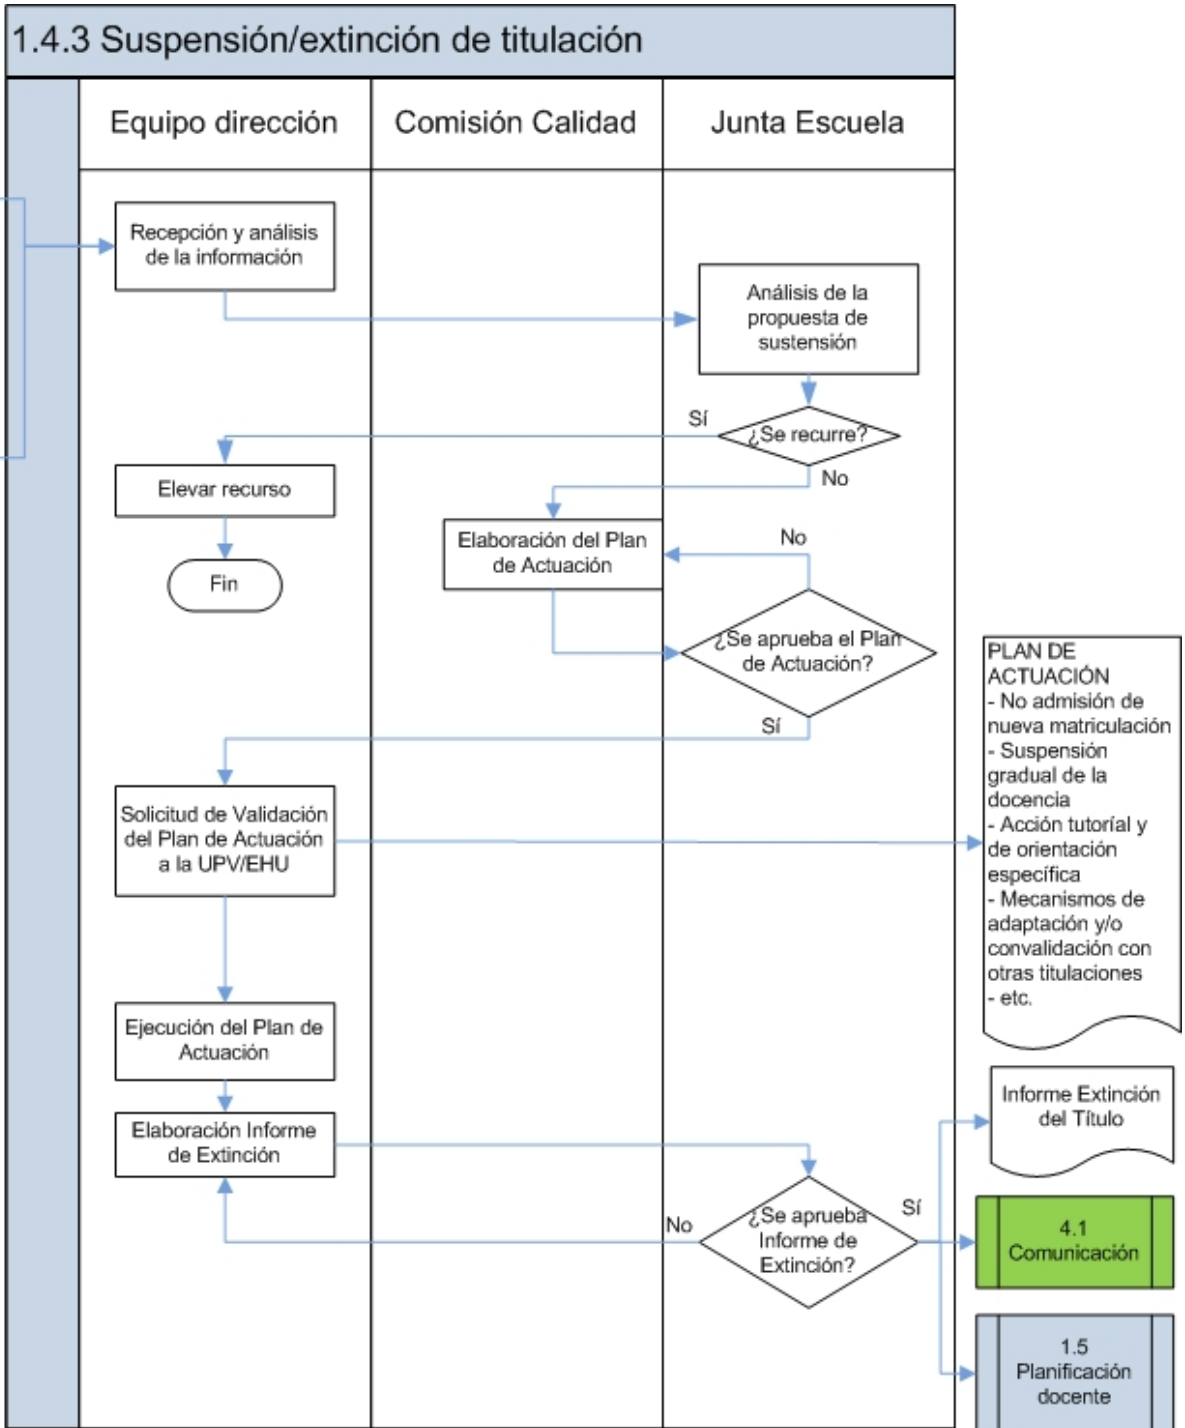 1.4.3 Suspensión/extinción de titulación
Equipo dirección
Comisión Calidad
Junta Escuela
Recepción y análisis
de la información
Análisis de la
propuesta de
sustensión
Sí
¿Se recurre?
No
Elevar recurso
Fin
Elaboración del Plan
de Actuación
No
¿Se aprueba el Plan
de Actuación?
Sí
Solicitud de Validación
del Plan de Actuación
a la UPV/EHU
PLAN DE
ACTUACIÓN
- No admisión de
nueva matriculación
- Suspensión
gradual de la
docencia
- Acción tutoríal y
de orientación
específica
- Mecanismos de
adaptación y/o
convalidación con
otras titulaciones
- etc.
Ejecución del Plan de
Actuación
Elaboración Informe
de Extinción
No
¿Se aprueba
Informe de
Extinción?
Sí
Informe Extinción
del Título
4.1
Comunicación
1.5
Planificación
docente